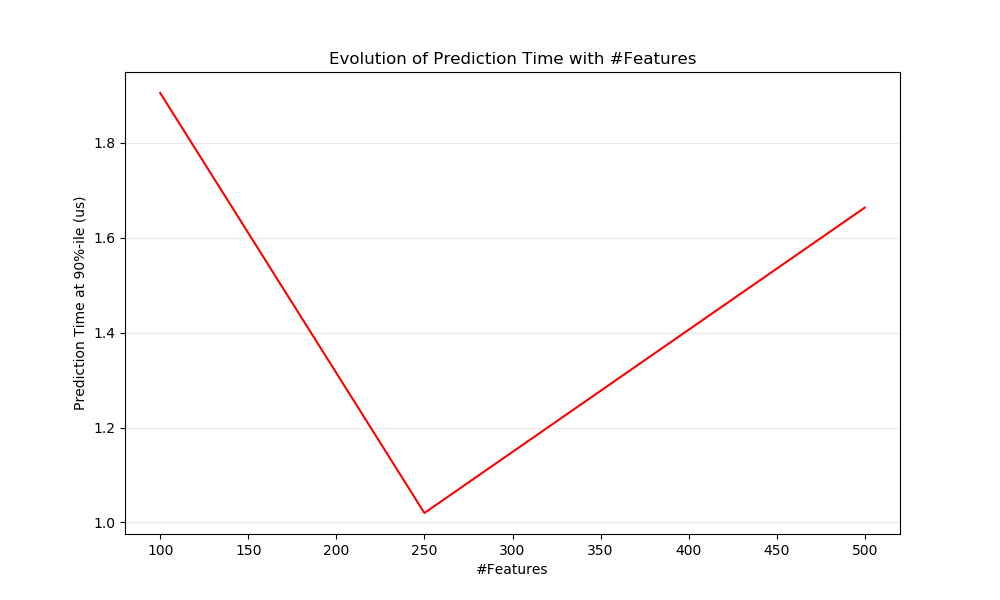 Evolution of Prediction Time with #Features
Prediction Time at 90%-ile (us)
1.8
1.6
1.4
1.2
1.0
100 150 200 250 300 350 400 450 500
#Features